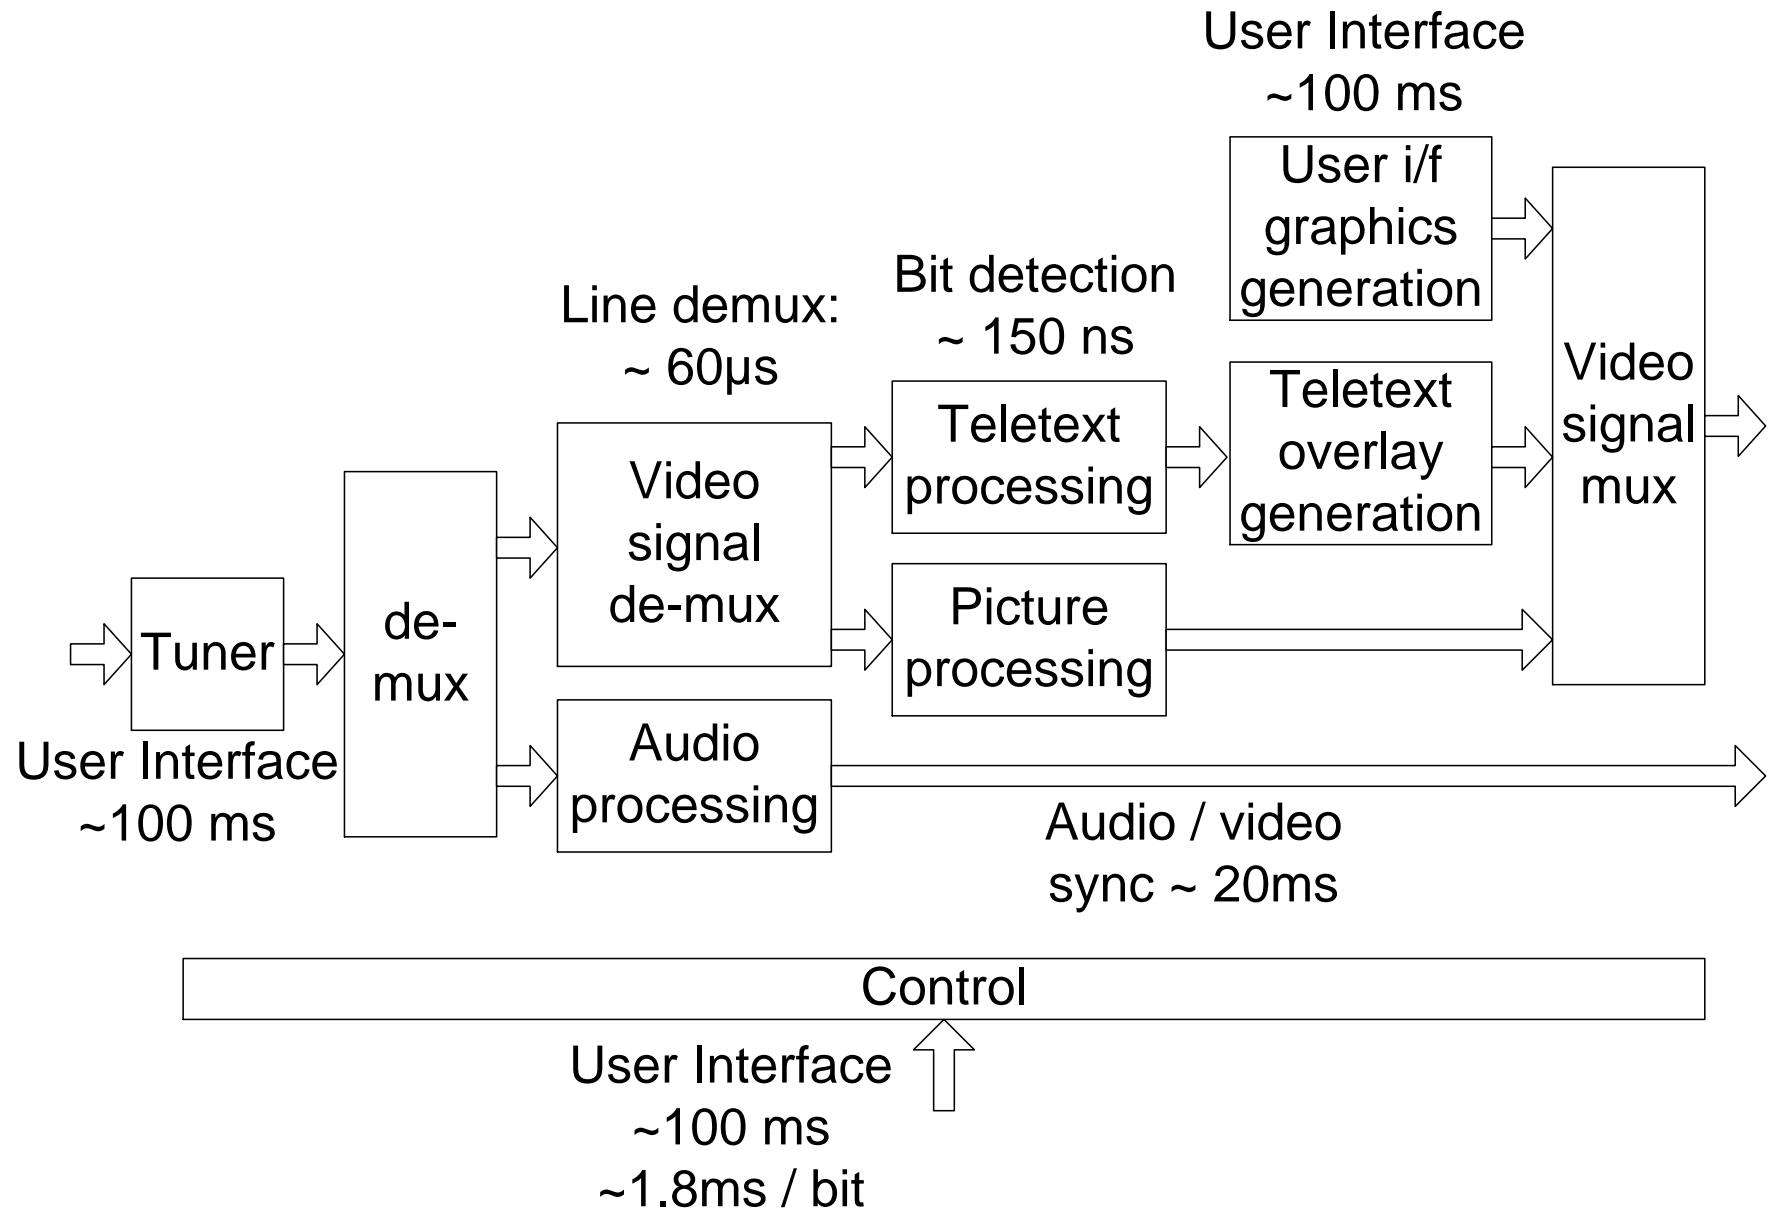 User Interface
~100 ms
User i/f
graphics
generation
Line demux:
~ 60µs
Bit detection
~ 150 ns
Video
signal
mux
Teletext
processing
Teletext
overlay
generation
Video
signal
de-mux
Picture
processing
Tuner
de-
mux
User Interface
~100 ms
Audio
processing
Audio / video
sync ~ 20ms
Control
User Interface
~100 ms
~1.8ms / bit